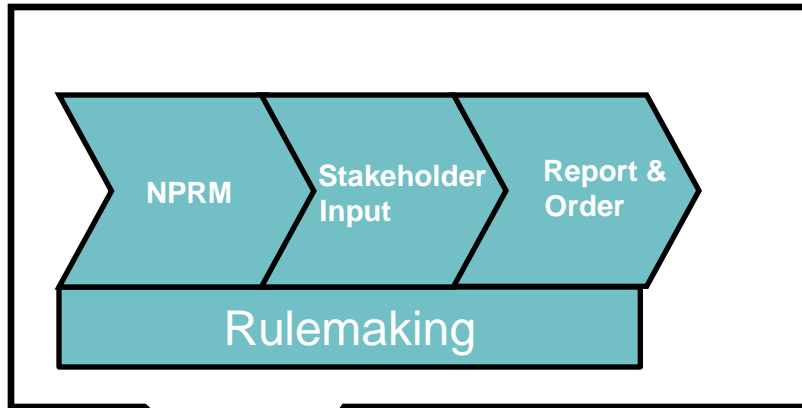 NPRM
Stakeholder
Input
Report &
Order
Rulemaking